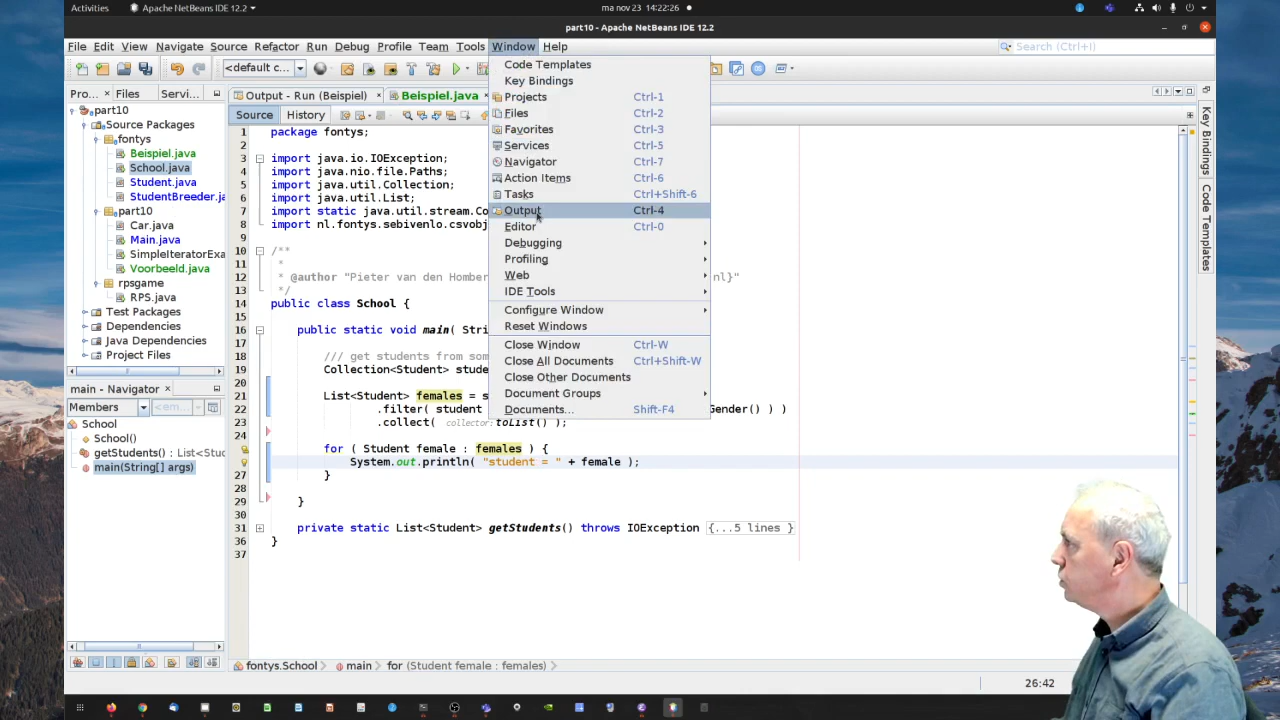 Activities
Apache NetBeans IDE 12.2
ma nov 23 14:22:26
part10 – Apache NetBeans IDE 12.2
File Edit View Navigate Source Refactor Run Debug Profile Team Tools Window Help
Search (Ctrl+I)
<default c...
Pro... Files Servi...
part10
Source Packages
fontys
Beispiel.java
School.java
Student.java
StudentBreeder.
part10
Car.java
Main.java
SimpleIteratorExa
Voorbeeld.java
rpsgame
RPS.java
Test Packages
Dependencies
Java Dependencies
Project Files
main - Navigator
Members
<em...
School
School()
getStudents() : List<Stu
main(String[] args)
Output - Run (Beispiel)
Beispiel.java
Source History
1 package fontys;
2
3 import java.io.IOException;
4 import java.nio.file.Paths;
5 import java.util.Collection;
6 import java.util.List;
7 import static java.util.stream.Co
8 import nl.fontys.sebivenlo.csvobj
9
10 /**
11 *
12 * @author "Pieter van den Homber nl}"
13 */
14 public class School {
15
16 public static void main( Stri
17
18 /// get students from som
19 Collection<Student> stude
20
21 List<Student> females = s
22 .filter( student Gender() ) )
23 .collect( collector: toList() );
24
for ( Student female : females ) {
System.out.println( "student = " + female );
27 }
28
29 }
30
31 private static List<Student> getStudents() throws IOException {...5 lines }
36 }
37
Code Templates
Key Bindings
Projects Ctrl-1
Files Ctrl-2
Favorites Ctrl-3
Services Ctrl-5
Navigator Ctrl-7
Action Items Ctrl-6
Tasks Ctrl+Shift-6
Output Ctrl-4
Editor Ctrl-0
Debugging
Profiling
Web
IDE Tools
Configure Window
Reset Windows
Close Window Ctrl-W
Close All Documents Ctrl+Shift-W
Close Other Documents
Document Groups
Documents... Shift-F4
Key Bindings
Code Templates
fontys.School main for (Student female : females)
26:42